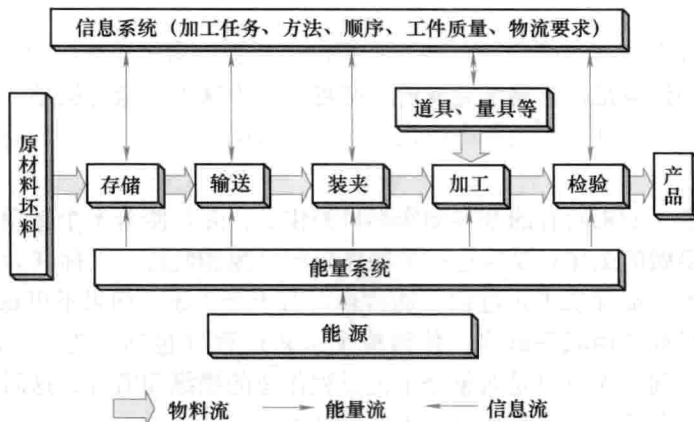 信息系统（加工任务、方法、顺序、工件质量、物流要求）
道具、量具等
原材料坯料
存储
输送
装夹
加工
检验
产品
能量系统
能 源
物料流
能量流
信息流